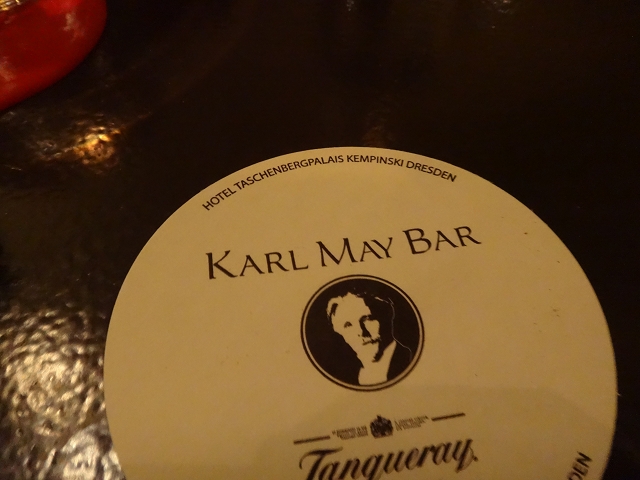 HOTEL TASCHENBERGPALAIS KEMPINSKI DRESDEN
KARL MAY BAR
Tanqueray